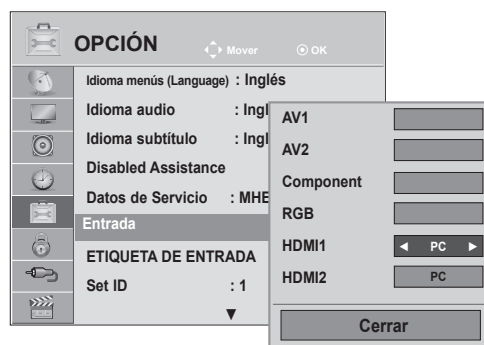 OPCIÓN
Mover
OK
Idioma menús (Language) : Inglés
Idioma audio : Ingl
Idioma subtítulo : Ingl
Disabled Assistance
Datos de Servicio : MHE
Entrada
ETIQUETA DE ENTRADA
Set ID : 1
▼
AV1
AV2
Component
RGB
HDMI1 ◄ PC ►
HDMI2 PC
Cerrar